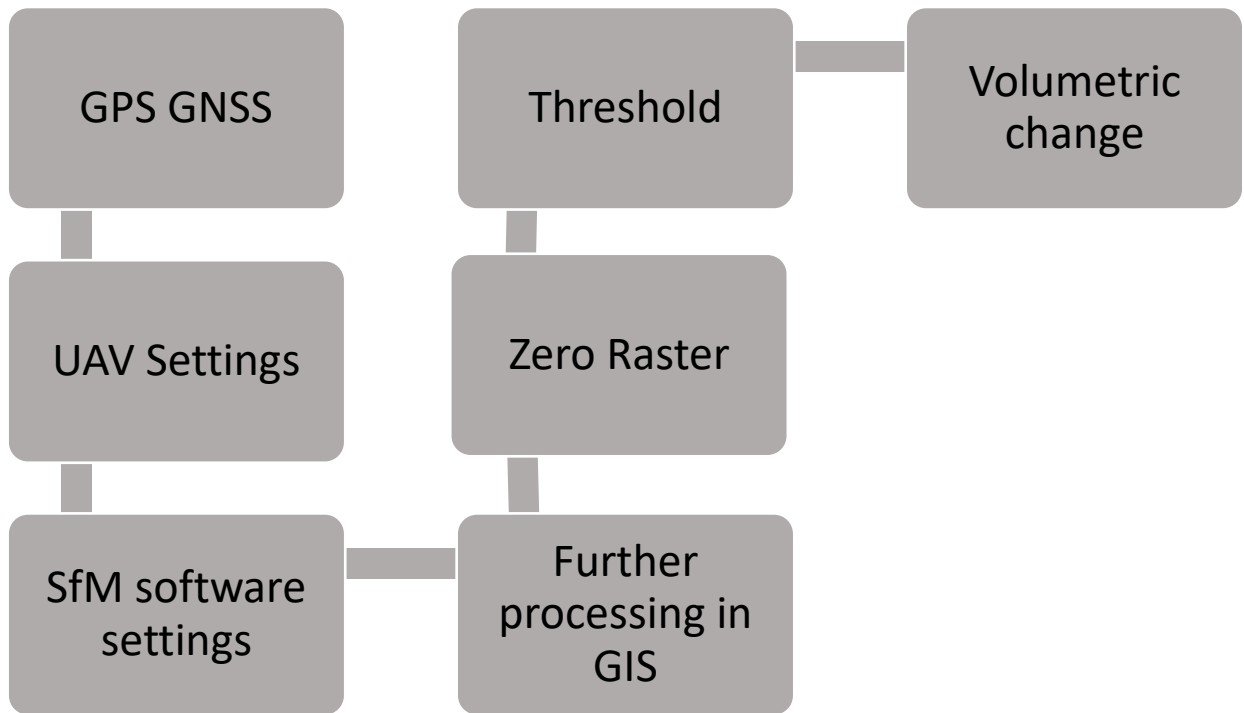 GPS GNSS
UAV Settings
SfM software
settings
Further
processing in
GIS
Zero Raster
Threshold
Volumetric
change